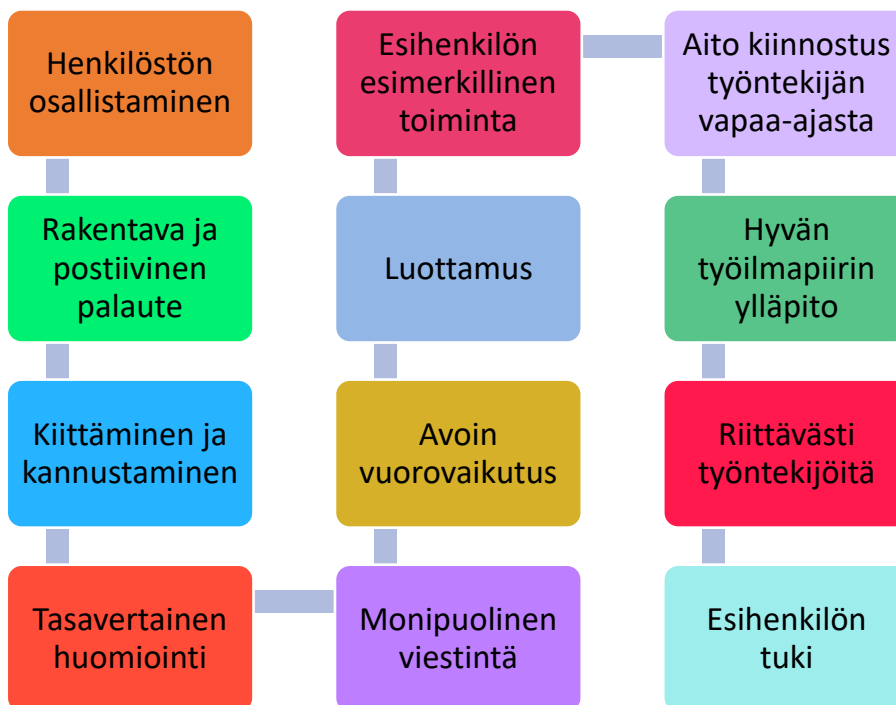 Henkilöstön
osallistaminen
Rakentava ja
postiivinen
palaute
Kiittäminen ja
kannustaminen
Tasavertainen
huomiointi
Monipuolinen
viestintä
Avoin
vuorovaikutus
Luottamus
Esihenkilön
esimerkillinen
toiminta
Aito kiinnostus
työntekijän
vapaa-ajasta
Hyvän
työilmapiirin
ylläpito
Riittävästi
työntekijöitä
Esihenkilön
tuki